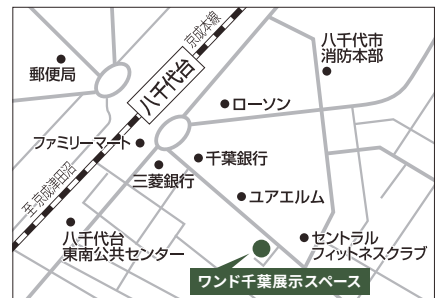 京成本線
八千代市
消防本部
郵便局
八千代台
ローソン
ファミリーマート
千葉銀行
三菱銀行
至・京成津田沼
ユアエルム
八千代台
東南公共センター
セントラル
フィットネスクラブ
ワンド千葉展示スペース